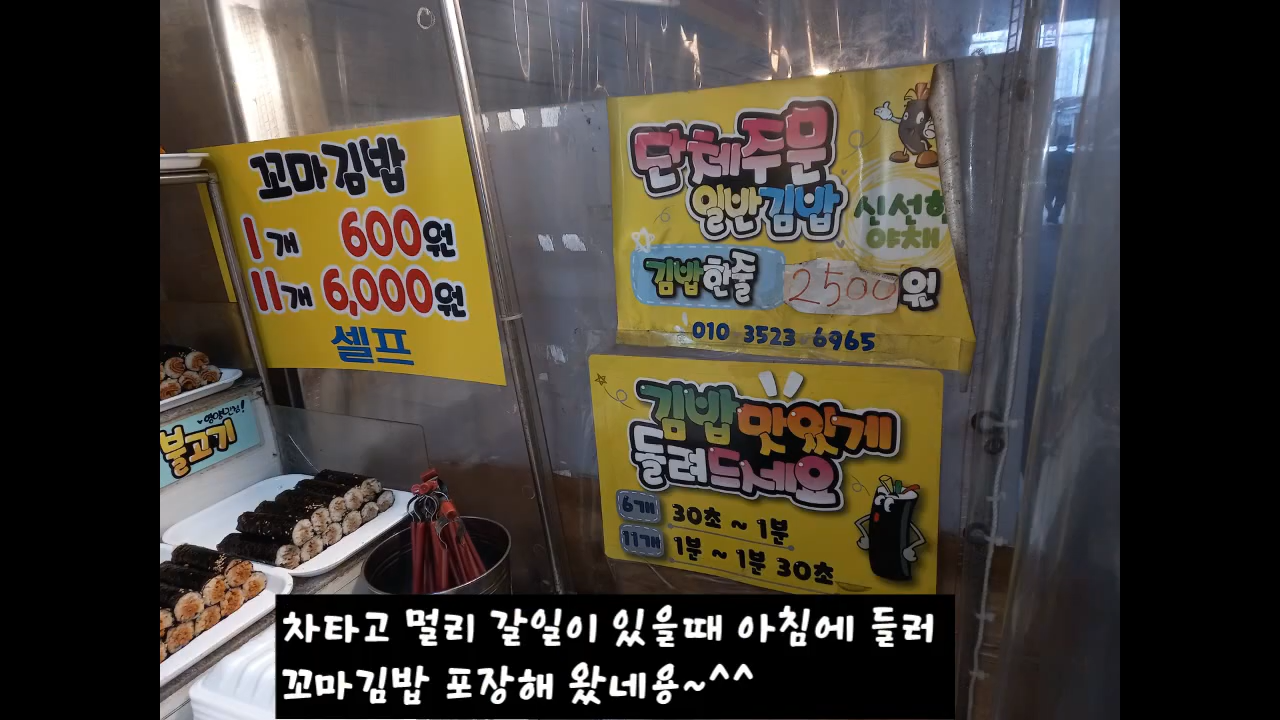 꼬마김밥
1개 600원
11개 6,000원
셀프
단체주문
일반김밥
신선한
야채
김밥한줄 2500원
010 3523 6965
김밥맛있게
들려드세요
6개 30초 ~ 1분
11개 1분 ~ 1분 30초
불고기
차타고 멀리 갈일이 있을때 아침에 들러
꼬마김밥 포장해 왔네용~^^